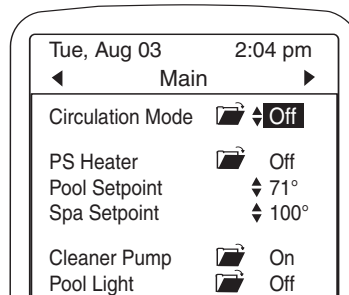 Tue, Aug 03 2:04 pm
Main
Circulation Mode Off
PS Heater Off
Pool Setpoint 71°
Spa Setpoint 100°
Cleaner Pump On
Pool Light Off